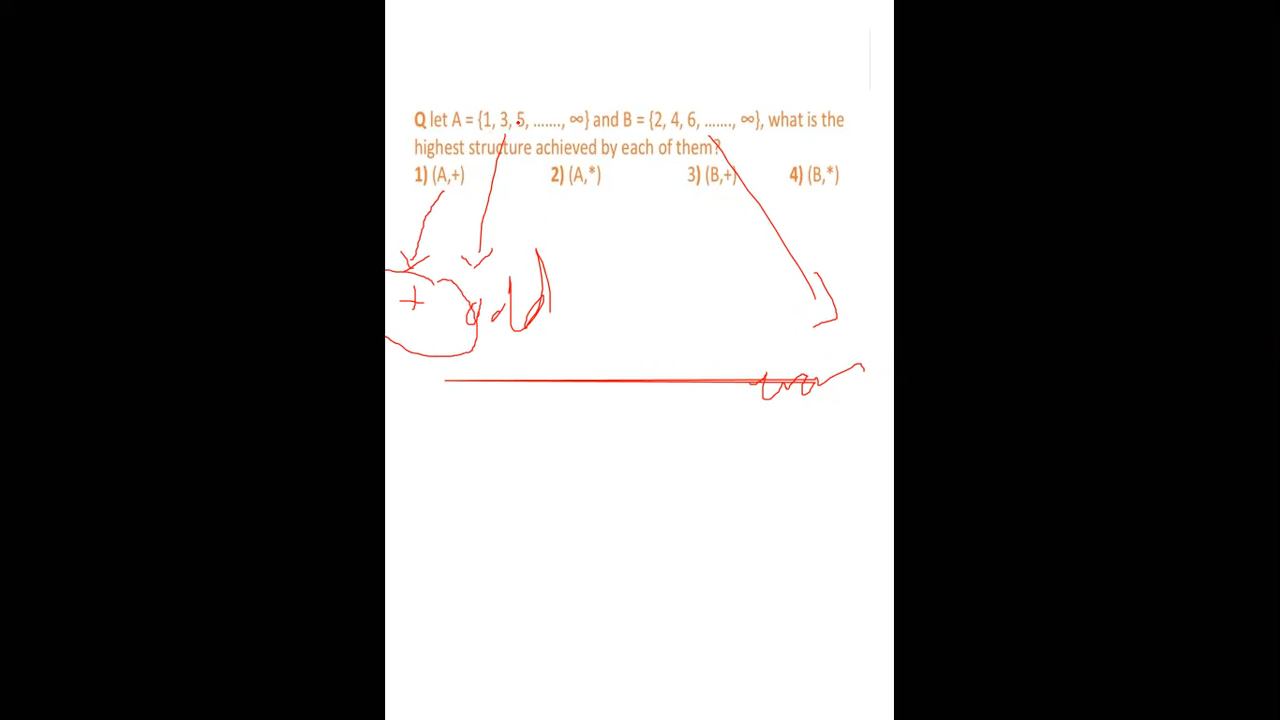 Q let A = {1, 3, 5, ……., ∞} and B = {2, 4, 6, ……., ∞}, what is the
highest structure achieved by each of them?
1) (A,+) 2) (A,*) 3) (B,+) 4) (B,*)
+